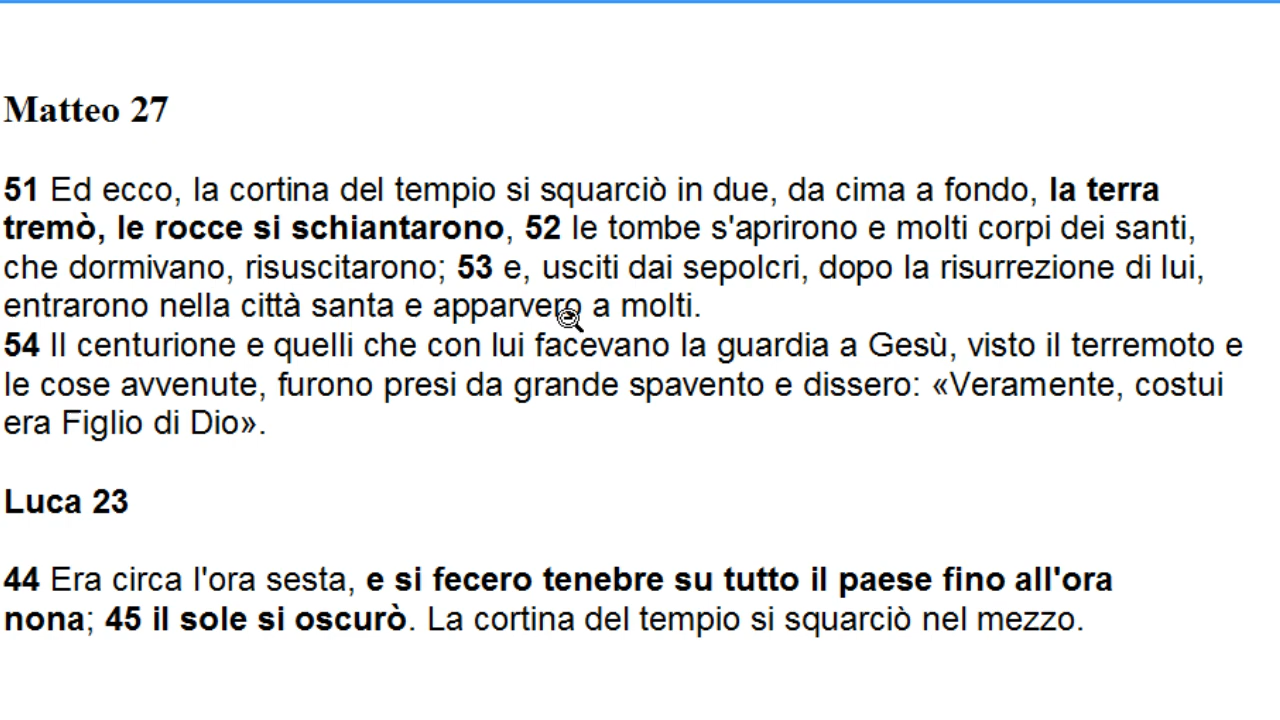 Matteo 27
51 Ed ecco, la cortina del tempio si squarciò in due, da cima a fondo, la terra
tremò, le rocce si schiantarono, 52 le tombe s'aprirono e molti corpi dei santi,
che dormivano, risuscitarono; 53 e, usciti dai sepolcri, dopo la risurrezione di lui,
entrarono nella città santa e apparvero a molti.
54 Il centurione e quelli che con lui facevano la guardia a Gesù, visto il terremoto e
le cose avvenute, furono presi da grande spavento e dissero: «Veramente, costui
era Figlio di Dio».
Luca 23
44 Era circa l'ora sesta, e si fecero tenebre su tutto il paese fino all'ora
nona; 45 il sole si oscurò. La cortina del tempio si squarciò nel mezzo.